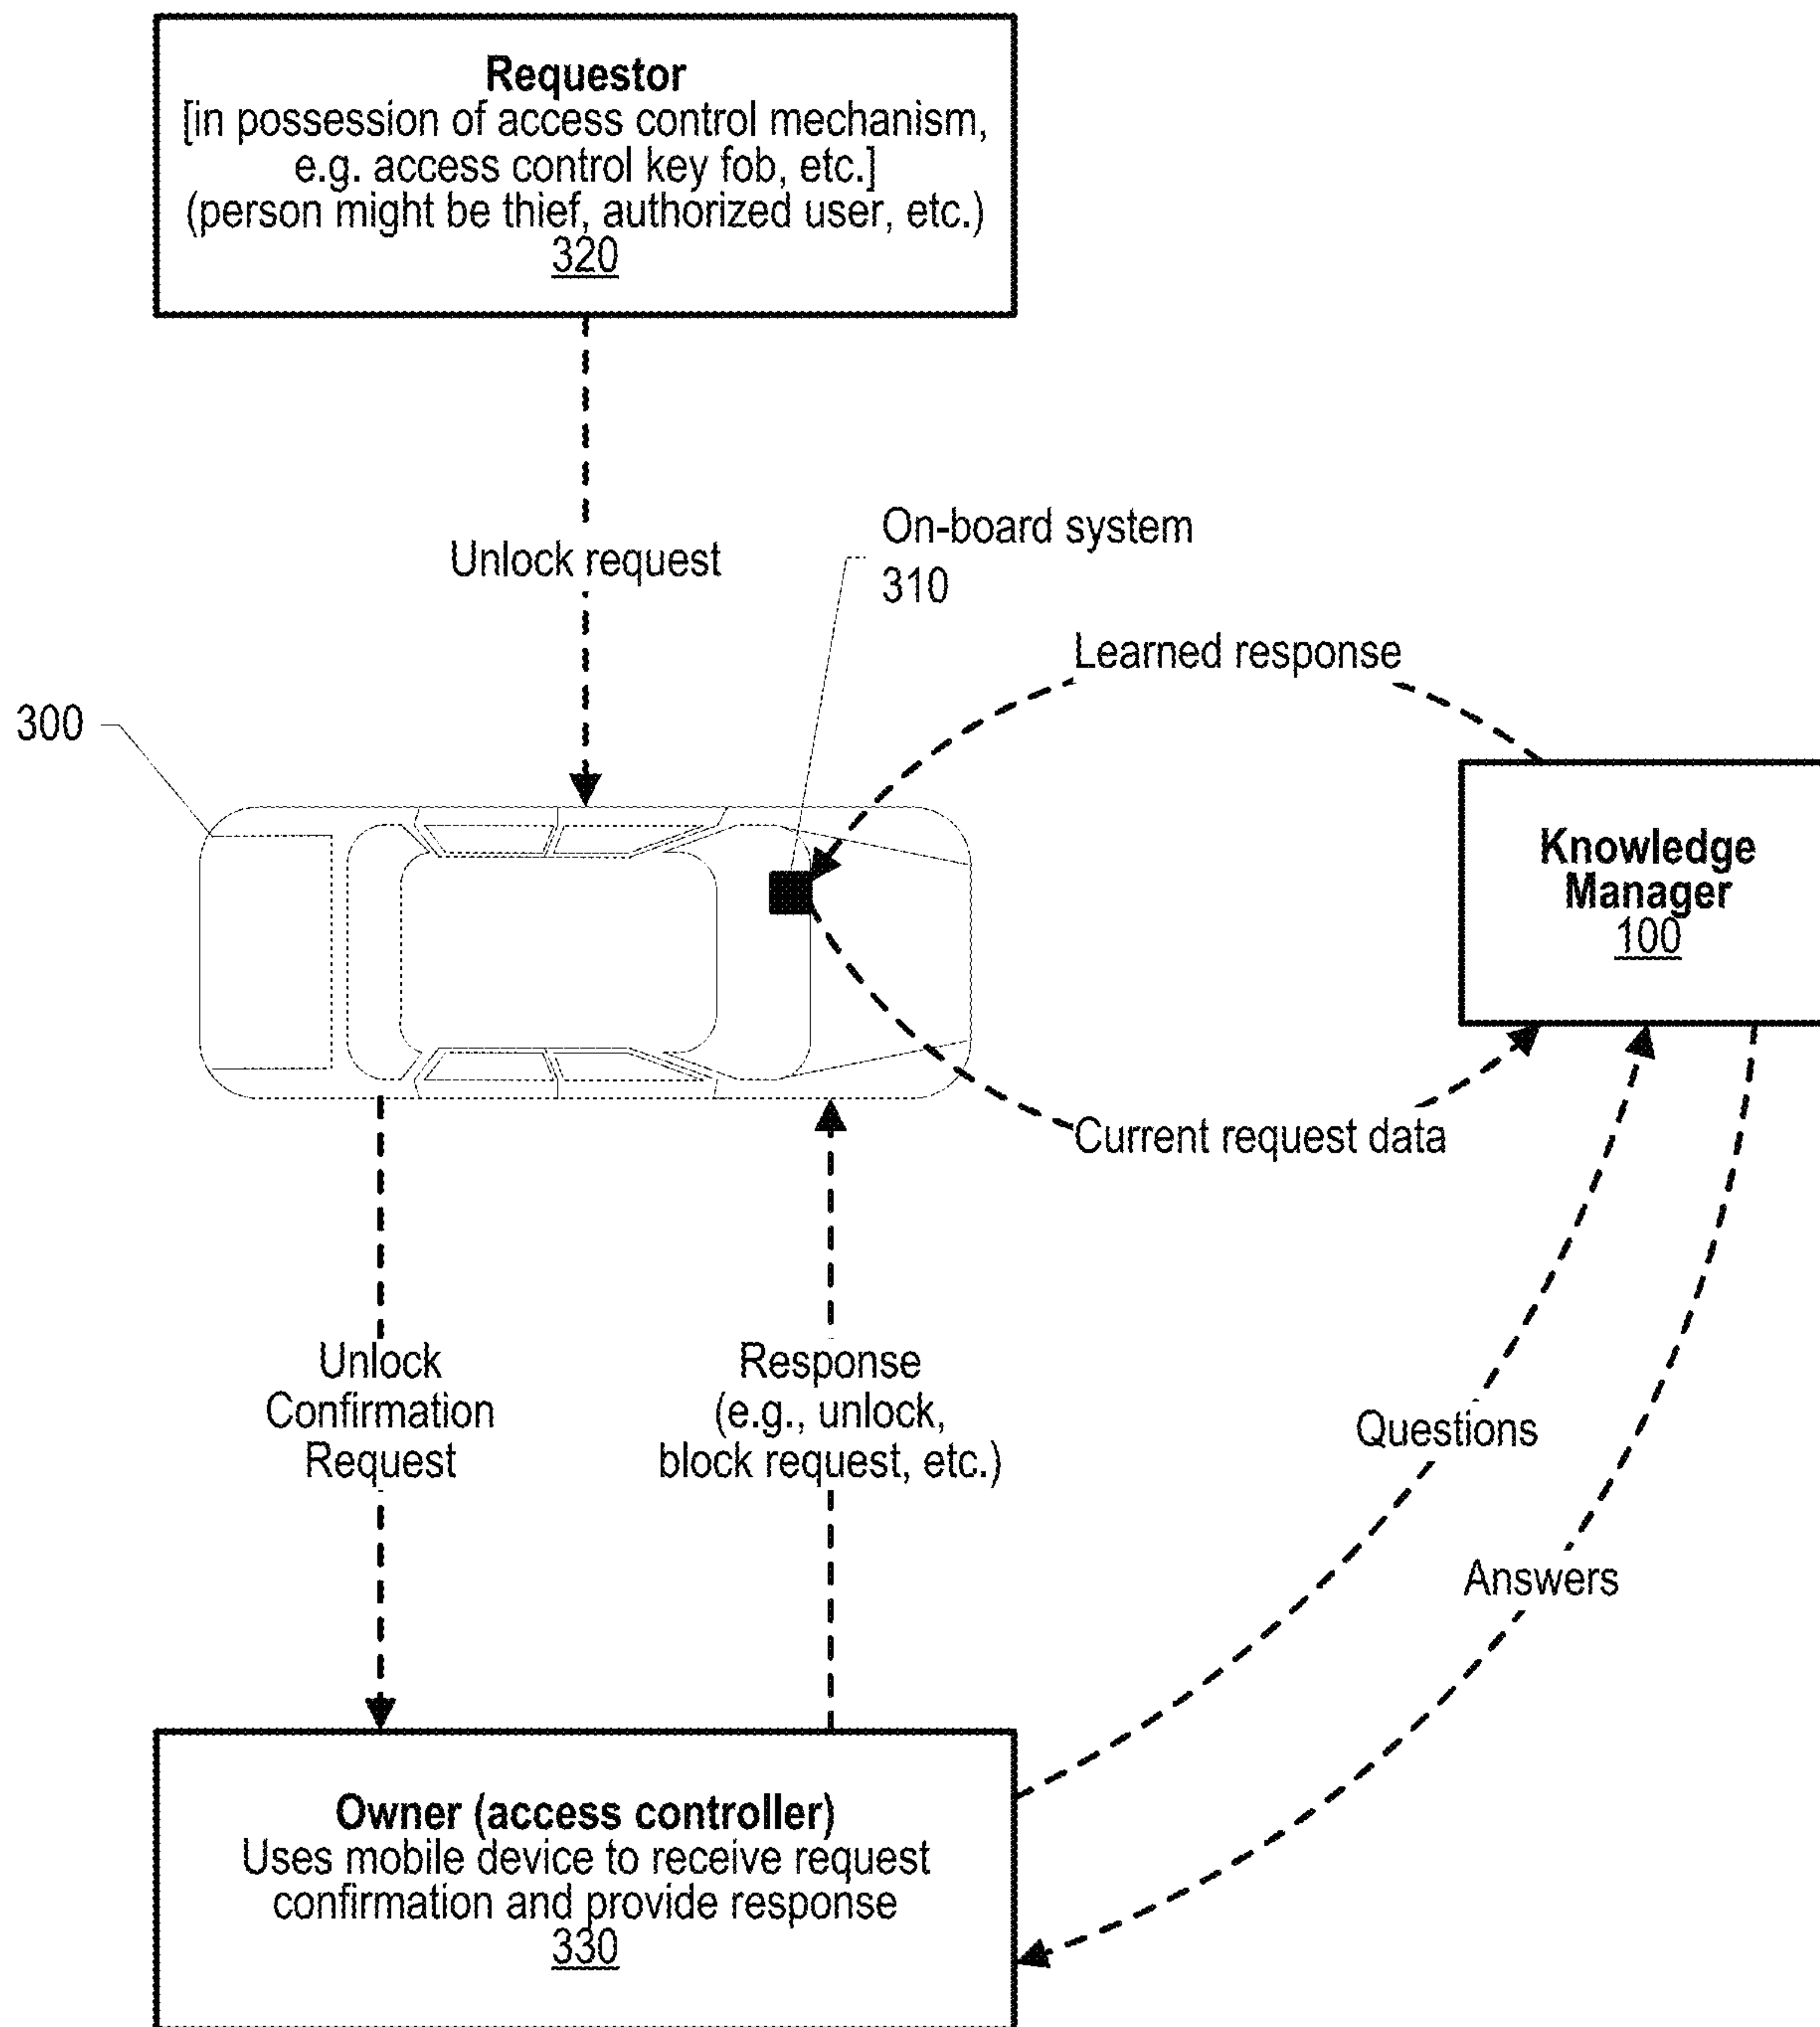 Requestor
[in possession of access control mechanism,
e.g. access control key fob, etc.]
(person might be thief, authorized user, etc.)
320
Unlock request
On-board system
310
Learned response
300
Knowledge
Manager
100
Current request data
Unlock
Confirmation
Request
Response
(e.g., unlock,
block request, etc.)
Questions
Answers
Owner (access controller)
Uses mobile device to receive request
confirmation and provide response
330